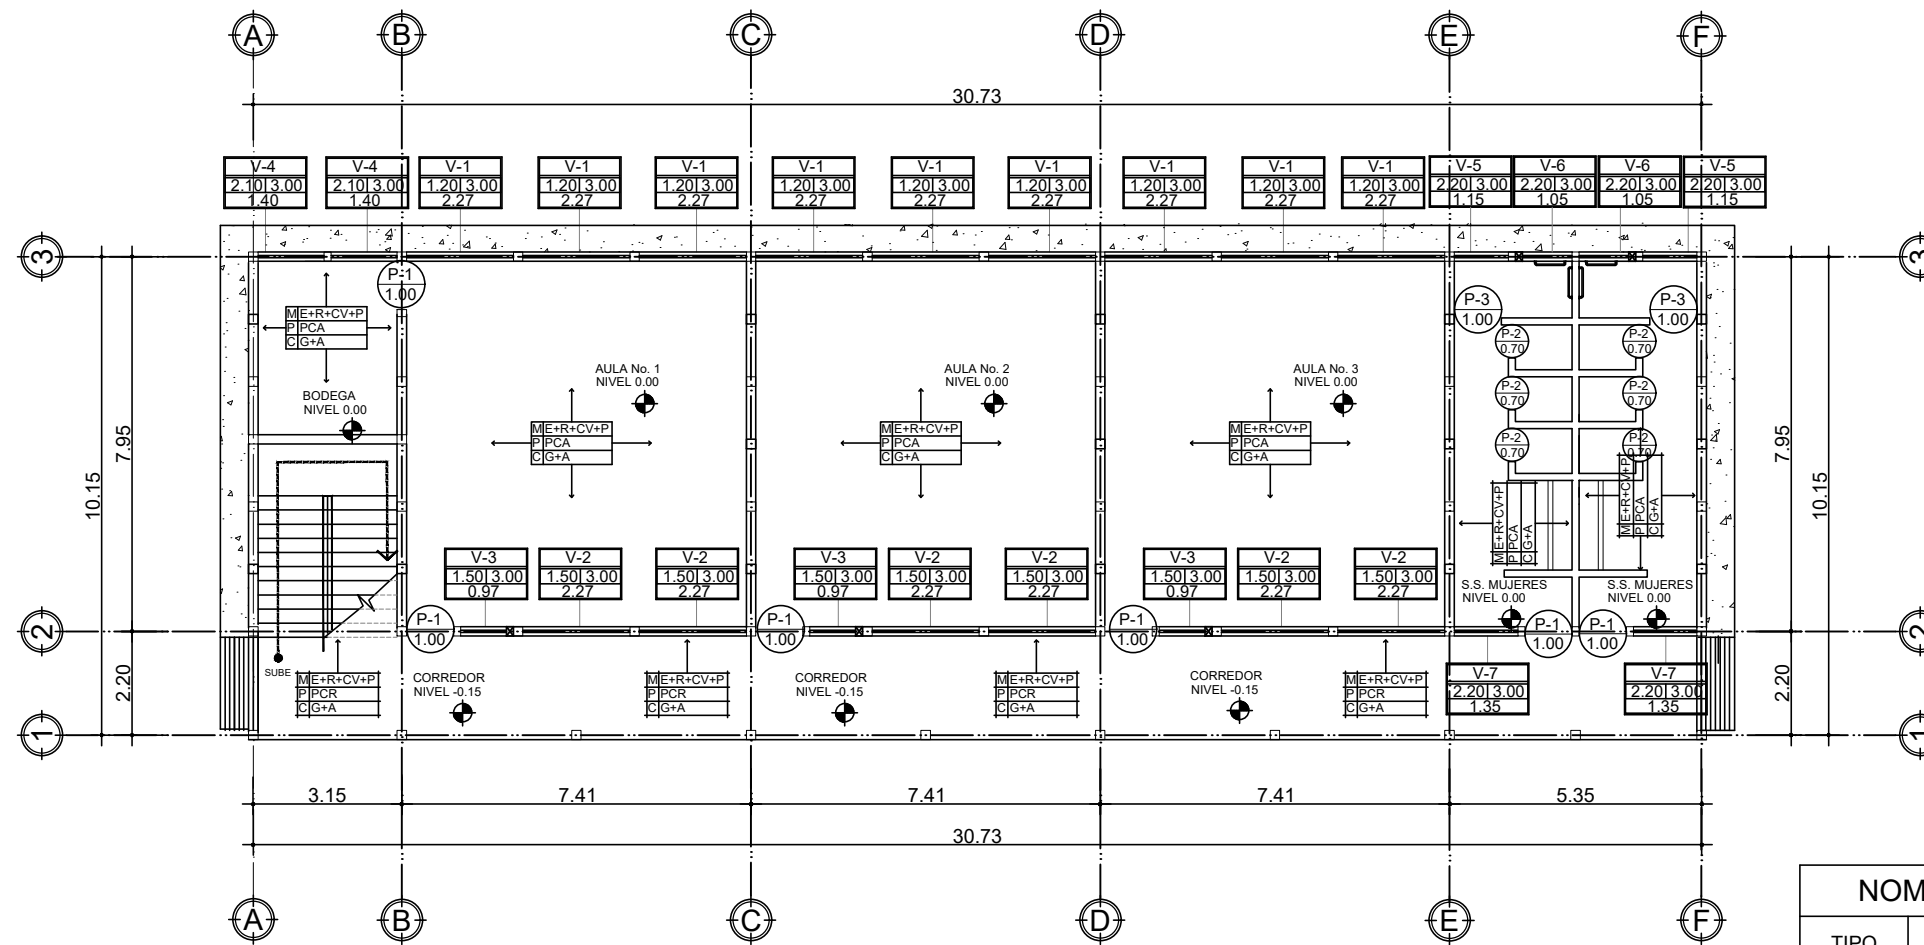 A B C D E F
30.73
V-4 V-4 V-1 V-1 V-1 V-1 V-1 V-1 V-1 V-1 V-1 V-5 V-6 V-6 V-5
2.10 3.00 2.10 3.00 1.20 3.00 1.20 3.00 1.20 3.00 1.20 3.00 1.20 3.00 1.20 3.00 1.20 3.00 1.20 3.00 1.20 3.00 2.20 3.00 2.20 3.00 2.20 3.00 2.20 3.00
1.40 1.40 2.27 2.27 2.27 2.27 2.27 2.27 2.27 2.27 2.27 1.15 1.05 1.05 1.15
3 3
P-1
1.00
P-3 P-3
1.00 1.00
M E+R+CV+P
P PCA
C G+A
P-2 P-2
0.70 0.70
AULA No. 1 AULA No. 2 AULA No. 3
NIVEL 0.00 NIVEL 0.00 NIVEL 0.00
BODEGA
NIVEL 0.00
P-2 P-2
0.70 0.70
M E+R+CV+P M E+R+CV+P M E+R+CV+P
P PCA P PCA P PCA
C G+A C G+A C G+A
P-2 P-2
0.70 0.70
7.95 7.95
10.15 10.15
M E+R+CV+P
P PCA
C G+A
M E+R+CV+P
P PCA
C G+A
V-3 V-2 V-2 V-3 V-2 V-2 V-3 V-2 V-2
1.50 3.00 1.50 3.00 1.50 3.00 1.50 3.00 1.50 3.00 1.50 3.00 1.50 3.00 1.50 3.00 1.50 3.00
0.97 2.27 2.27 0.97 2.27 2.27 0.97 2.27 2.27
S.S. MUJERES S.S. MUJERES
NIVEL 0.00 NIVEL 0.00
2 2
P-1 P-1 P-1 P-1 P-1
1.00 1.00 1.00 1.00 1.00
SUBE
2.20 2.20
M E+R+CV+P M E+R+CV+P M E+R+CV+P M E+R+CV+P
P PCR P PCR P PCR P PCR
C G+A C G+A C G+A C G+A
CORREDOR CORREDOR CORREDOR
NIVEL -0.15 NIVEL -0.15 NIVEL -0.15
V-7 V-7
2.20 3.00 2.20 3.00
1.35 1.35
1 1
3.15 7.41 7.41 7.41 5.35
30.73
A B C D E F
NOM
TIPO